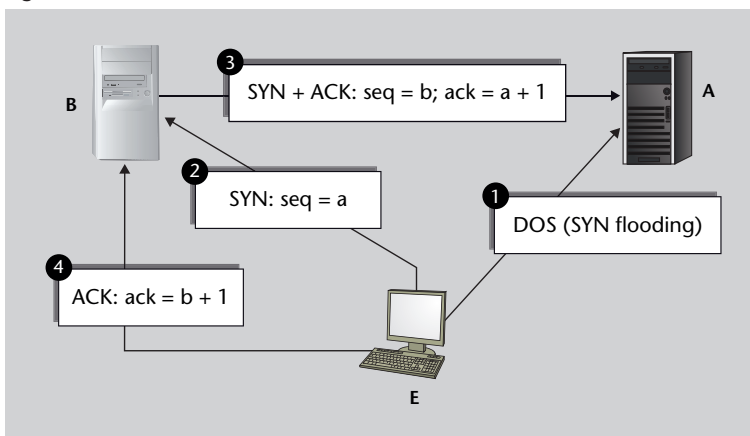 B
3
SYN + ACK: seq = b; ack = a + 1
A
2
SYN: seq = a
1
DOS (SYN flooding)
4
ACK: ack = b + 1
E